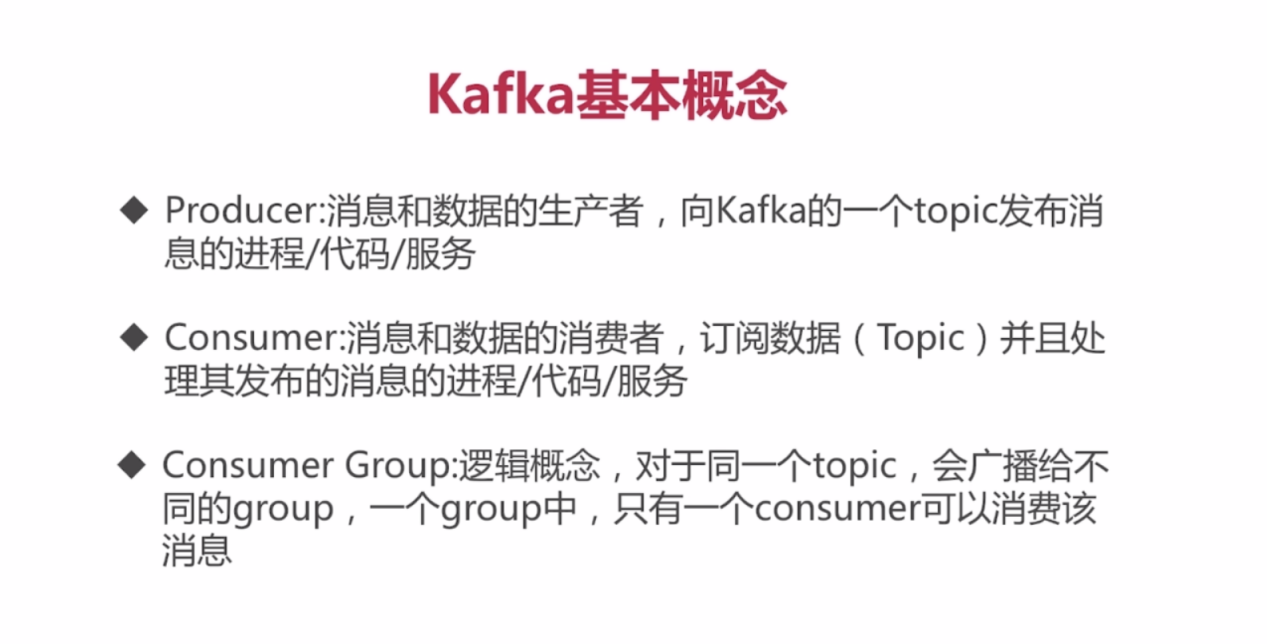 Kafka基本概念
◆ Producer:消息和数据的生产者，向Kafka的一个topic发布消
息的进程/代码/服务
◆ Consumer:消息和数据的消费者，订阅数据（Topic）并且处
理其发布的消息的进程/代码/服务
◆ Consumer Group:逻辑概念，对于同一个topic，会广播给不
同的group，一个group中，只有一个consumer可以消费该
消息